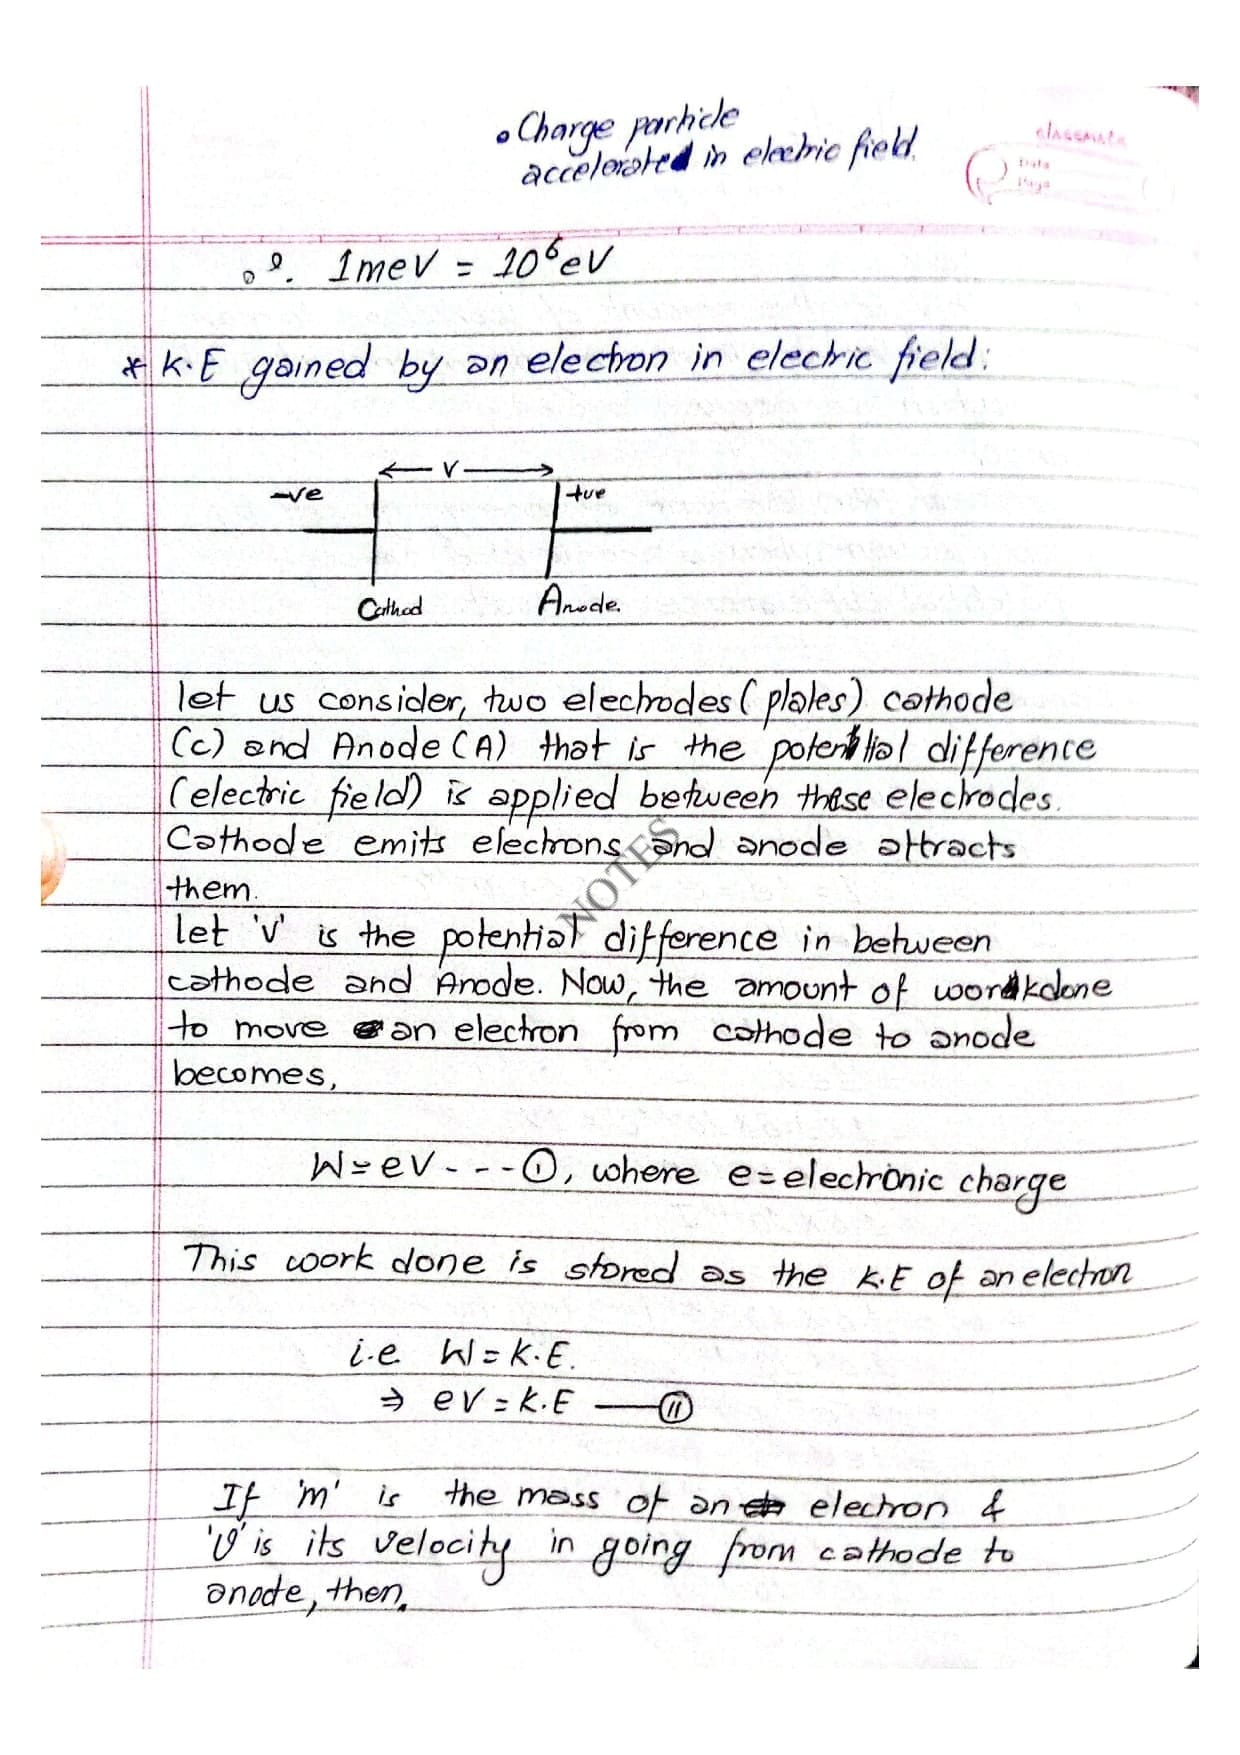 • Charge particle
accelerated in electric field.
classmate
Date
Page
∴ 1meV = 10⁶eV
* K.E gained by an electron in electric field:
← V →
-ve
+ve
Cathod
Anode.
let us consider, two electrodes (plates) cathode
(c) and Anode (A) that is the potential difference
(electric field) is applied between these electrodes.
Cathode emits electrons and anode attracts
them.
NOTES
let 'v' is the potential difference in between
cathode and Anode. Now, the amount of workdone
to move an electron from cathode to anode
becomes,
W=eV---①, where e=electronic charge
This work done is stored as the K.E of an electron
i.e W=K.E.
⇒ eV=K.E —⑪
If 'm' is the mass of an electron &
'v' is its velocity in going from cathode to
anode, then,